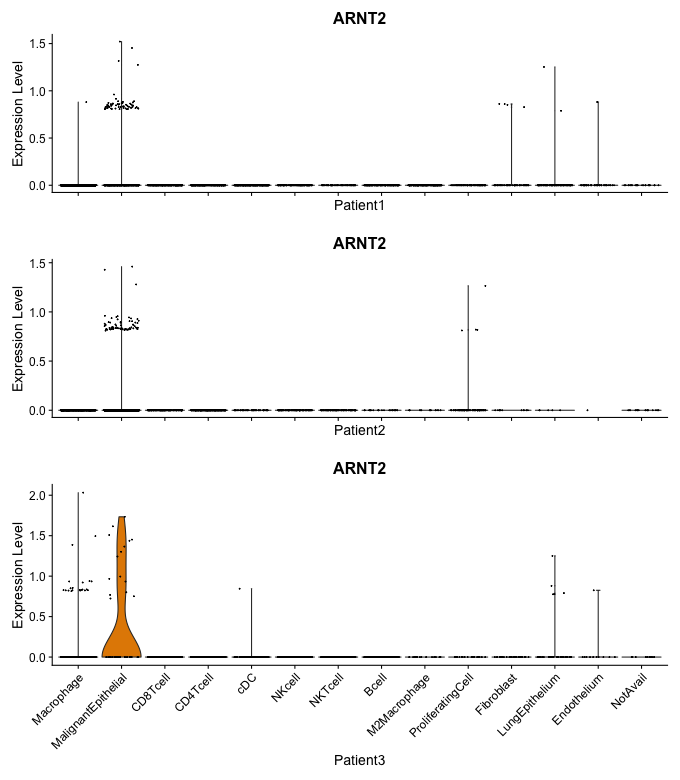 ARNT2
Expression Level
1.5
1.0
0.5
0.0
Patient1
ARNT2
Expression Level
1.5
1.0
0.5
0.0
Patient2
ARNT2
Expression Level
2.0
1.5
1.0
0.5
0.0
Macrophage
MalignantEpithelial
CD8Tcell
CD4Tcell
cDC
NKcell
NKTcell
Bcell
M2Macrophage
ProliferatingCell
Fibroblast
LungEpithelium
Endothelium
NotAvail
Patient3